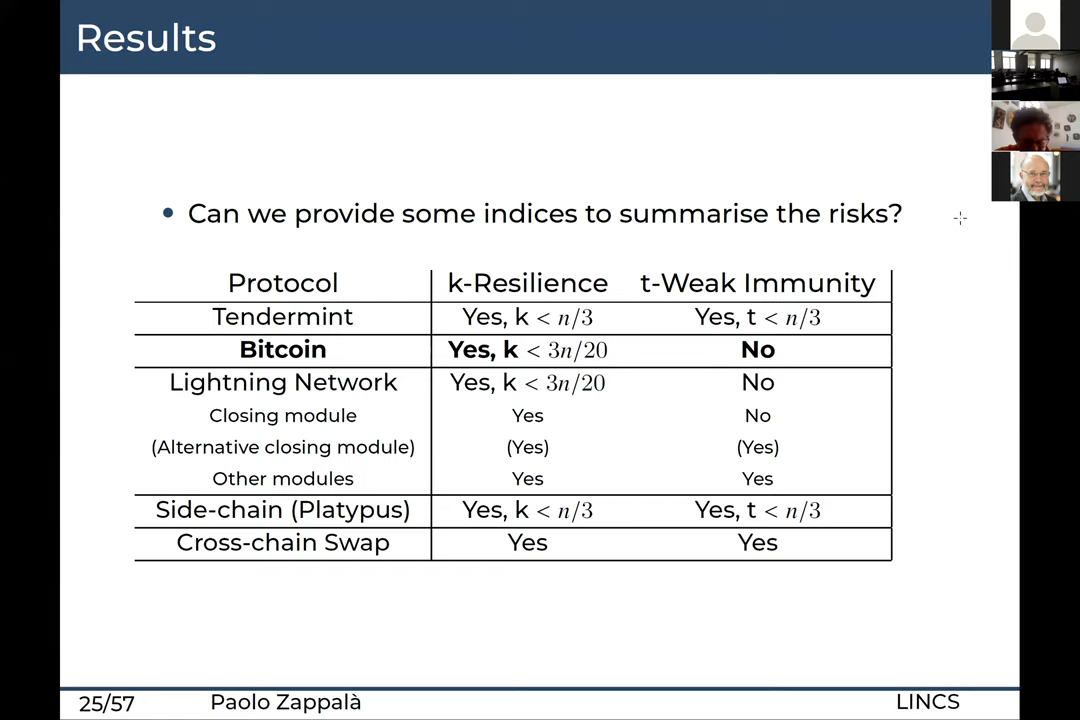 Results
• Can we provide some indices to summarise the risks?
Protocol k-Resilience t-Weak Immunity
Tendermint Yes, k < n/3 Yes, t < n/3
Bitcoin Yes, k < 3n/20 No
Lightning Network Yes, k < 3n/20 No
Closing module Yes No
(Alternative closing module) (Yes) (Yes)
Other modules Yes Yes
Side-chain (Platypus) Yes, k < n/3 Yes, t < n/3
Cross-chain Swap Yes Yes
25/57 Paolo Zappalà LINCS